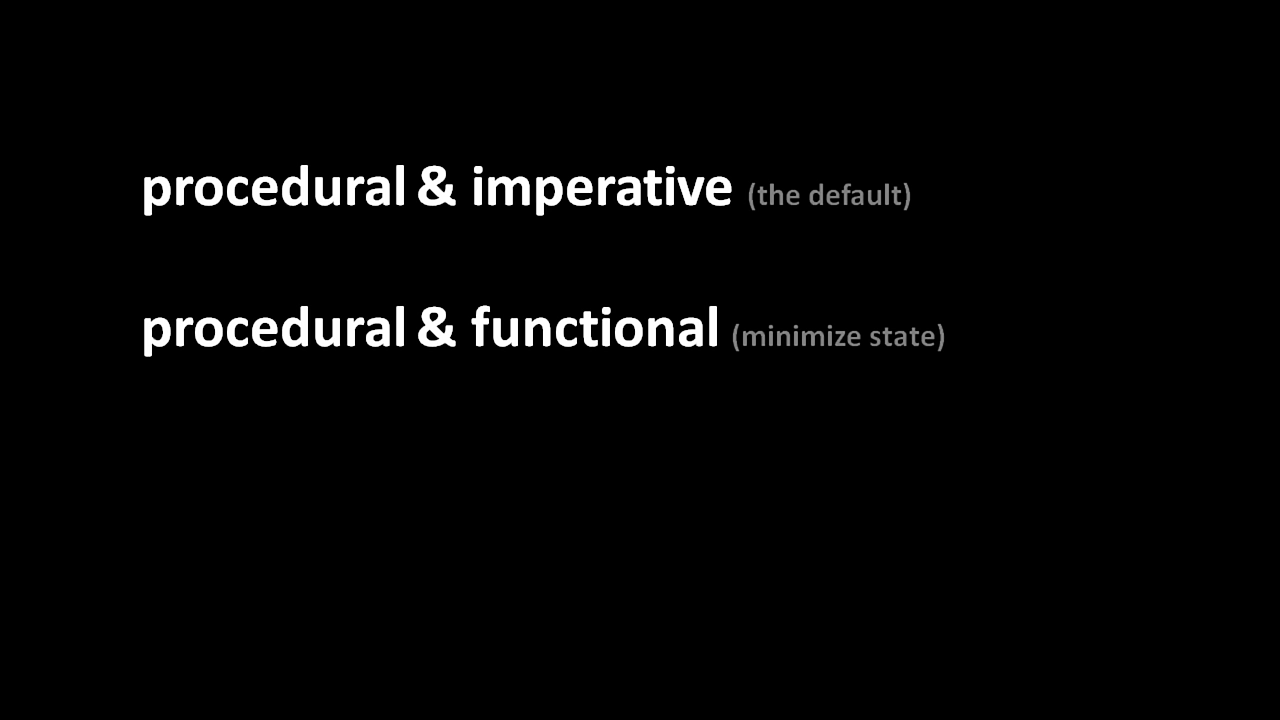 procedural & imperative (the default)
procedural & functional (minimize state)